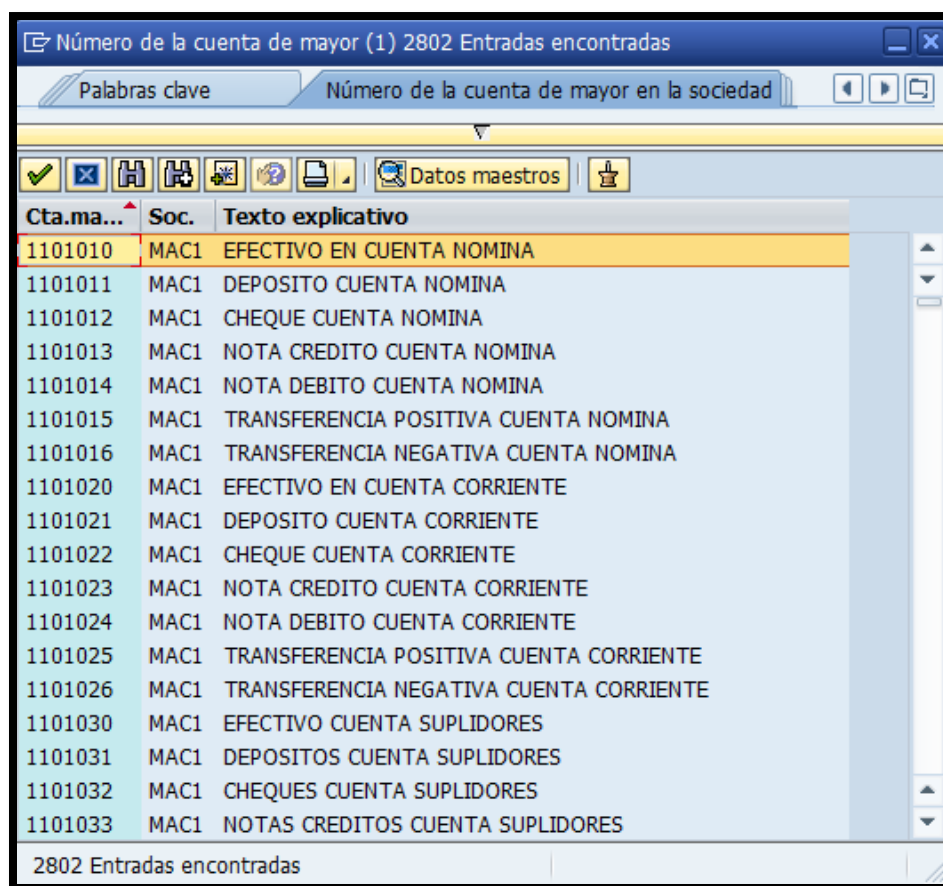 Número de la cuenta de mayor (1) 2802 Entradas encontradas
Palabras clave Número de la cuenta de mayor en la sociedad
Datos maestros
Cta.ma... Soc. Texto explicativo
1101010 MAC1 EFECTIVO EN CUENTA NOMINA
1101011 MAC1 DEPOSITO CUENTA NOMINA
1101012 MAC1 CHEQUE CUENTA NOMINA
1101013 MAC1 NOTA CREDITO CUENTA NOMINA
1101014 MAC1 NOTA DEBITO CUENTA NOMINA
1101015 MAC1 TRANSFERENCIA POSITIVA CUENTA NOMINA
1101016 MAC1 TRANSFERENCIA NEGATIVA CUENTA NOMINA
1101020 MAC1 EFECTIVO EN CUENTA CORRIENTE
1101021 MAC1 DEPOSITO CUENTA CORRIENTE
1101022 MAC1 CHEQUE CUENTA CORRIENTE
1101023 MAC1 NOTA CREDITO CUENTA CORRIENTE
1101024 MAC1 NOTA DEBITO CUENTA CORRIENTE
1101025 MAC1 TRANSFERENCIA POSITIVA CUENTA CORRIENTE
1101026 MAC1 TRANSFERENCIA NEGATIVA CUENTA CORRIENTE
1101030 MAC1 EFECTIVO CUENTA SUPLIDORES
1101031 MAC1 DEPOSITOS CUENTA SUPLIDORES
1101032 MAC1 CHEQUES CUENTA SUPLIDORES
1101033 MAC1 NOTAS CREDITOS CUENTA SUPLIDORES
2802 Entradas encontradas